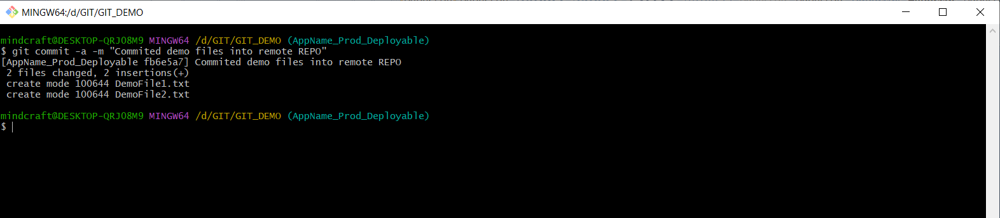 MINGW64:/d/GIT/GIT_DEMO
mindcraft@DESKTOP-QRJO8M9 MINGW64 /d/GIT/GIT_DEMO (AppName_Prod_Deployable)
$ git commit -a -m "Commited demo files into remote REPO"
[AppName_Prod_Deployable fb6e5a7] Commited demo files into remote REPO
 2 files changed, 2 insertions(+)
 create mode 100644 DemoFile1.txt
 create mode 100644 DemoFile2.txt
mindcraft@DESKTOP-QRJO8M9 MINGW64 /d/GIT/GIT_DEMO (AppName_Prod_Deployable)
$